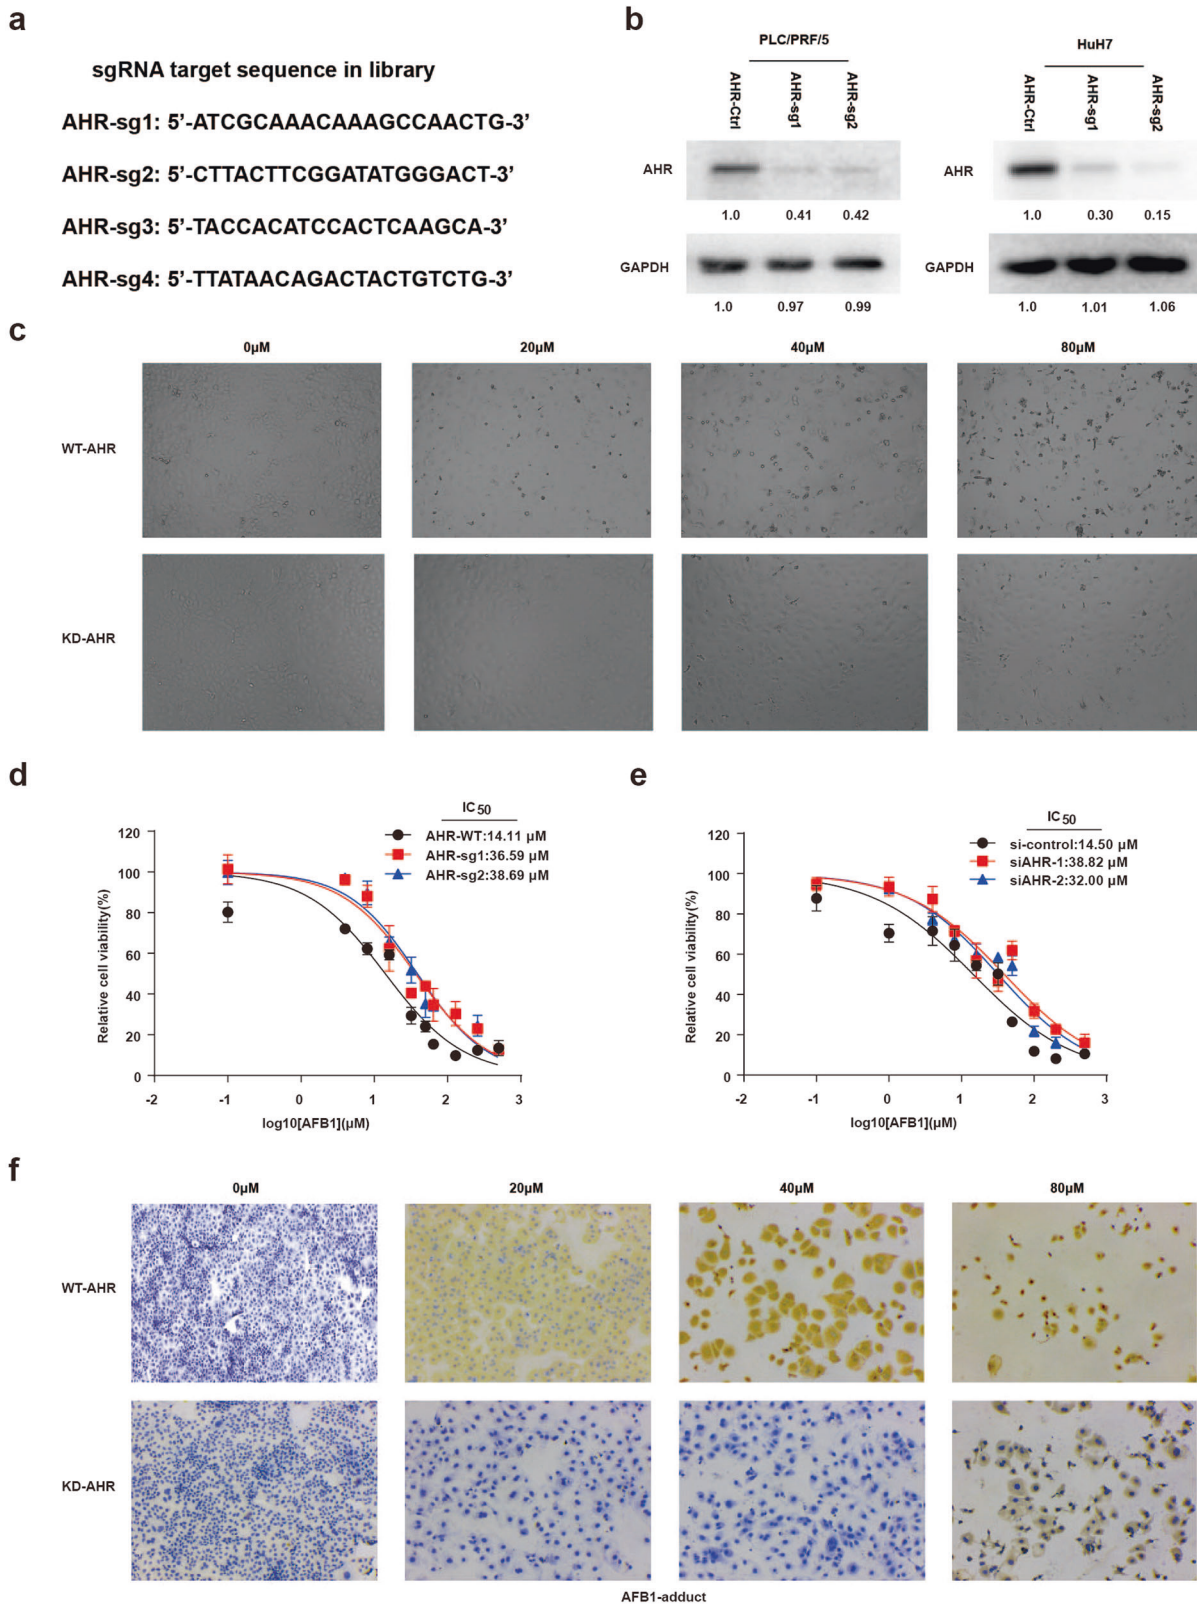 a
sgRNA target sequence in library
AHR-sg1: 5’-ATCGCAAACAAAGCCAACTG-3’
AHR-sg2: 5’-CTTACTTCGGATATGGGACT-3’
AHR-sg3: 5’-TACCACATCCACTCAAGCA-3’
AHR-sg4: 5’-TTATAACAGACTACTGTCTG-3’
b
PLC/PRF/5
AHR-Ctrl
AHR-sg1
AHR-sg2
AHR
1.0 0.41 0.42
GAPDH
1.0 0.97 0.99
HuH7
AHR-Ctrl
AHR-sg1
AHR-sg2
AHR
1.0 0.30 0.15
GAPDH
1.0 1.01 1.06
c
0µM 20µM 40µM 80µM
WT-AHR
KD-AHR
d
IC50
AHR-WT:14.11 µM
AHR-sg1:36.59 µM
AHR-sg2:38.69 µM
Relative cell viability(%)
120
100
80
60
40
20
0
-2 -1 0 1 2 3
log10[AFB1](µM)
e
IC50
si-control:14.50 µM
siAHR-1:38.82 µM
siAHR-2:32.00 µM
Relative cell viability(%)
120
100
80
60
40
20
0
-2 -1 0 1 2 3
log10[AFB1](µM)
f
0µM 20µM 40µM 80µM
WT-AHR
KD-AHR
AFB1-adduct